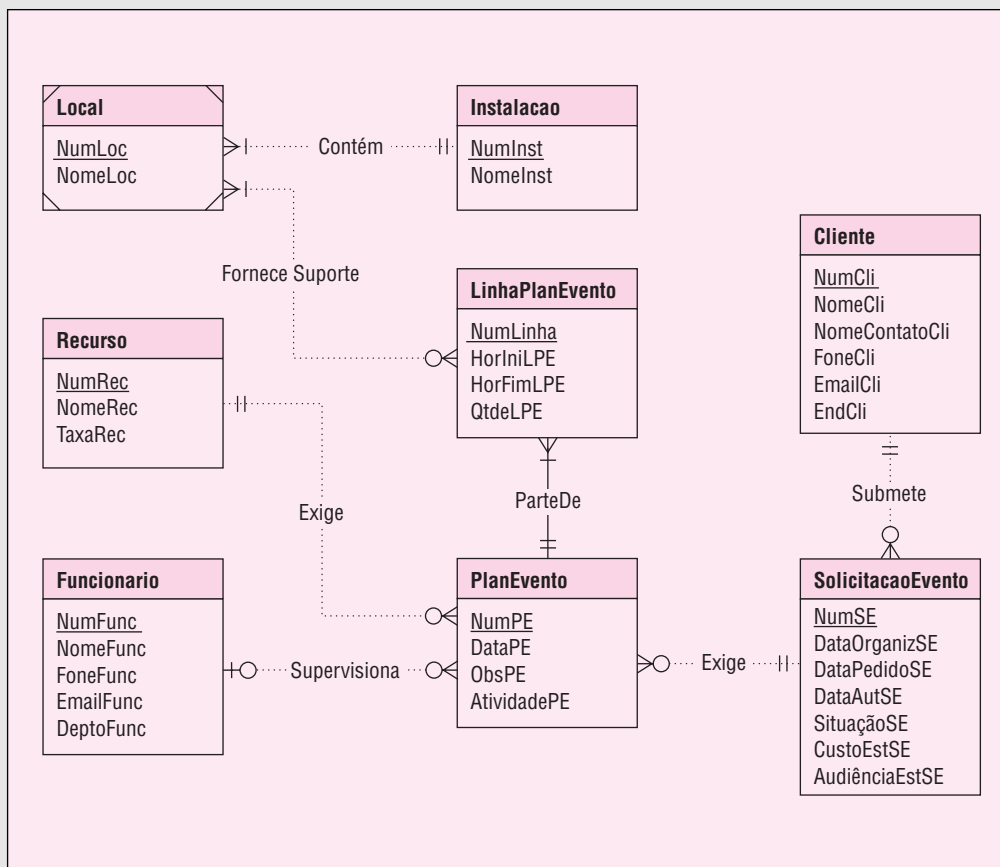 Local
NumLoc
NomeLoc
Contém
Instalacao
NumInst
NomeInst
Fornece Suporte
LinhaPlanEvento
NumLinha
HorIniLPE
HorFimLPE
QtdeLPE
Cliente
NumCli
NomeCli
NomeContatoCli
FoneCli
EmailCli
EndCli
Recurso
NumRec
NomeRec
TaxaRec
Exige
ParteDe
Submete
Funcionario
NumFunc
NomeFunc
FoneFunc
EmailFunc
DeptoFunc
Supervisiona
PlanEvento
NumPE
DataPE
ObsPE
AtividadePE
Exige
SolicitacaoEvento
NumSE
DataOrganizSE
DataPedidoSE
DataAutSE
SituaçãoSE
CustoEstSE
AudiênciaEstSE